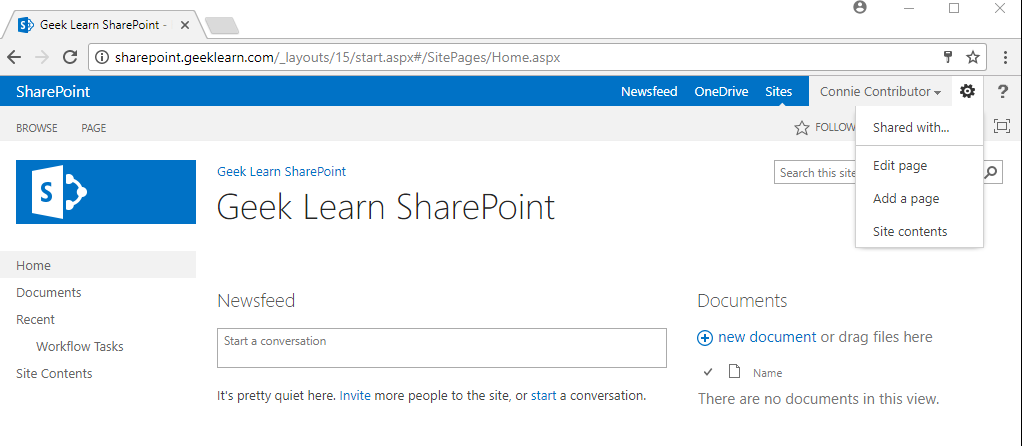 Geek Learn SharePoint -
sharepoint.geeklearn.com/_layouts/15/start.aspx#/SitePages/Home.aspx
SharePoint Newsfeed OneDrive Sites Connie Contributor ?
BROWSE PAGE FOLLOW
Shared with...
Edit page
Add a page
Site contents
S
Geek Learn SharePoint
Search this site
Geek Learn SharePoint
Home
Documents
Recent
Workflow Tasks
Site Contents
Newsfeed
Start a conversation
It's pretty quiet here. Invite more people to the site, or start a conversation.
Documents
new document or drag files here
Name
There are no documents in this view.